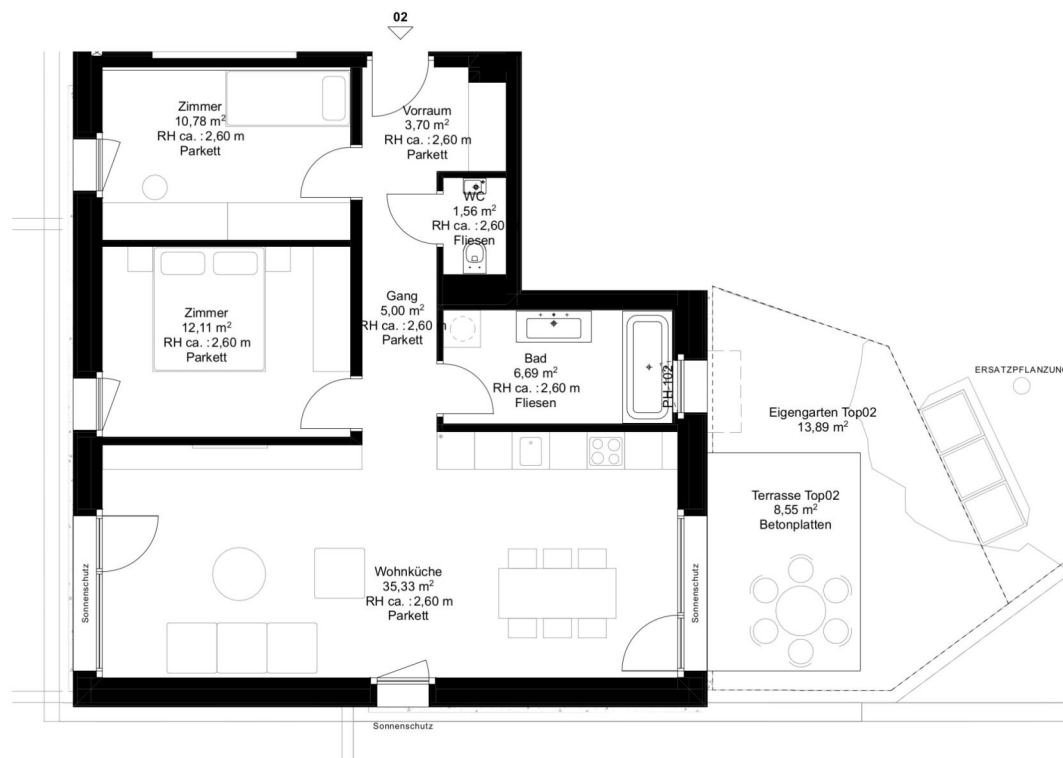 02
Zimmer
10,78 m²
RH ca. :2,60 m
Parkett
Vorraum
3,70 m²
RH ca. :2,60 m
Parkett
WC
1,56 m²
RH ca. :2,60
Fliesen
Zimmer
12,11 m²
RH ca. :2,60 m
Parkett
Gang
5,00 m²
RH ca. :2,60
Parkett
Bad
6,69 m²
RH ca. :2,60 m
Fliesen
PH 102
ERSATZPFLANZUNG
Eigengarten Top02
13,89 m²
Terrasse Top02
8,55 m²
Betonplatten
Wohnküche
35,33 m²
RH ca. :2,60 m
Parkett
Sonnenschutz
Sonnenschutz
Sonnenschutz